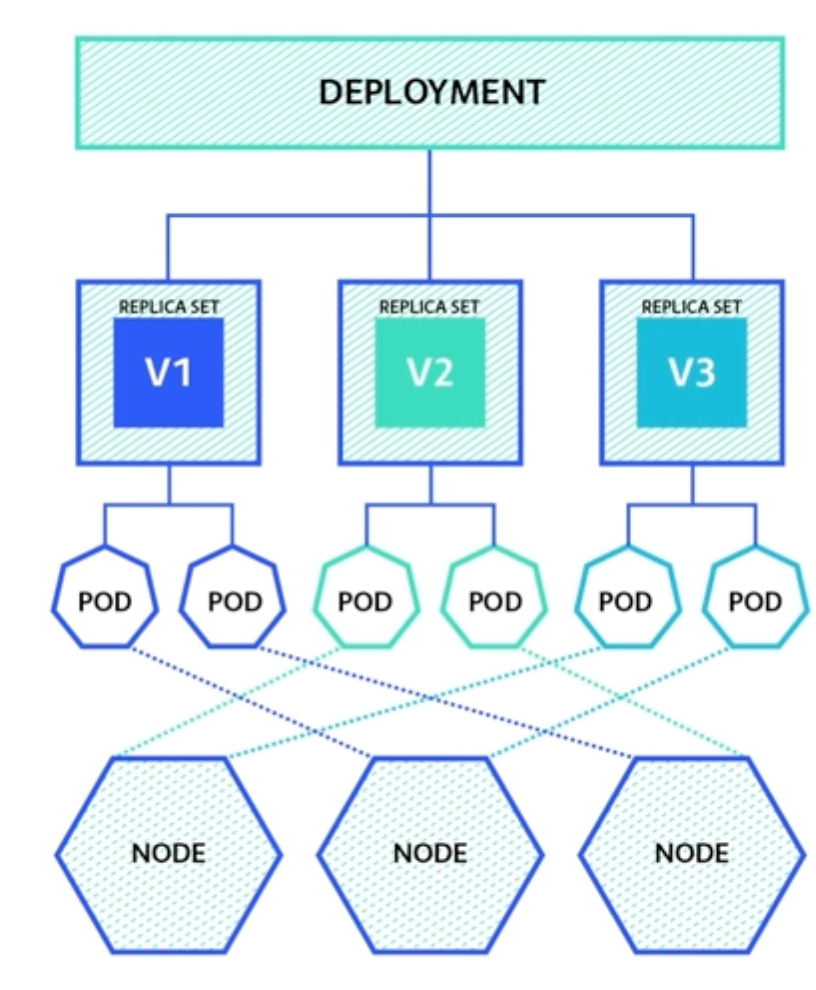 DEPLOYMENT
REPLICA SET
V1
REPLICA SET
V2
REPLICA SET
V3
POD
POD
POD
POD
POD
POD
NODE
NODE
NODE